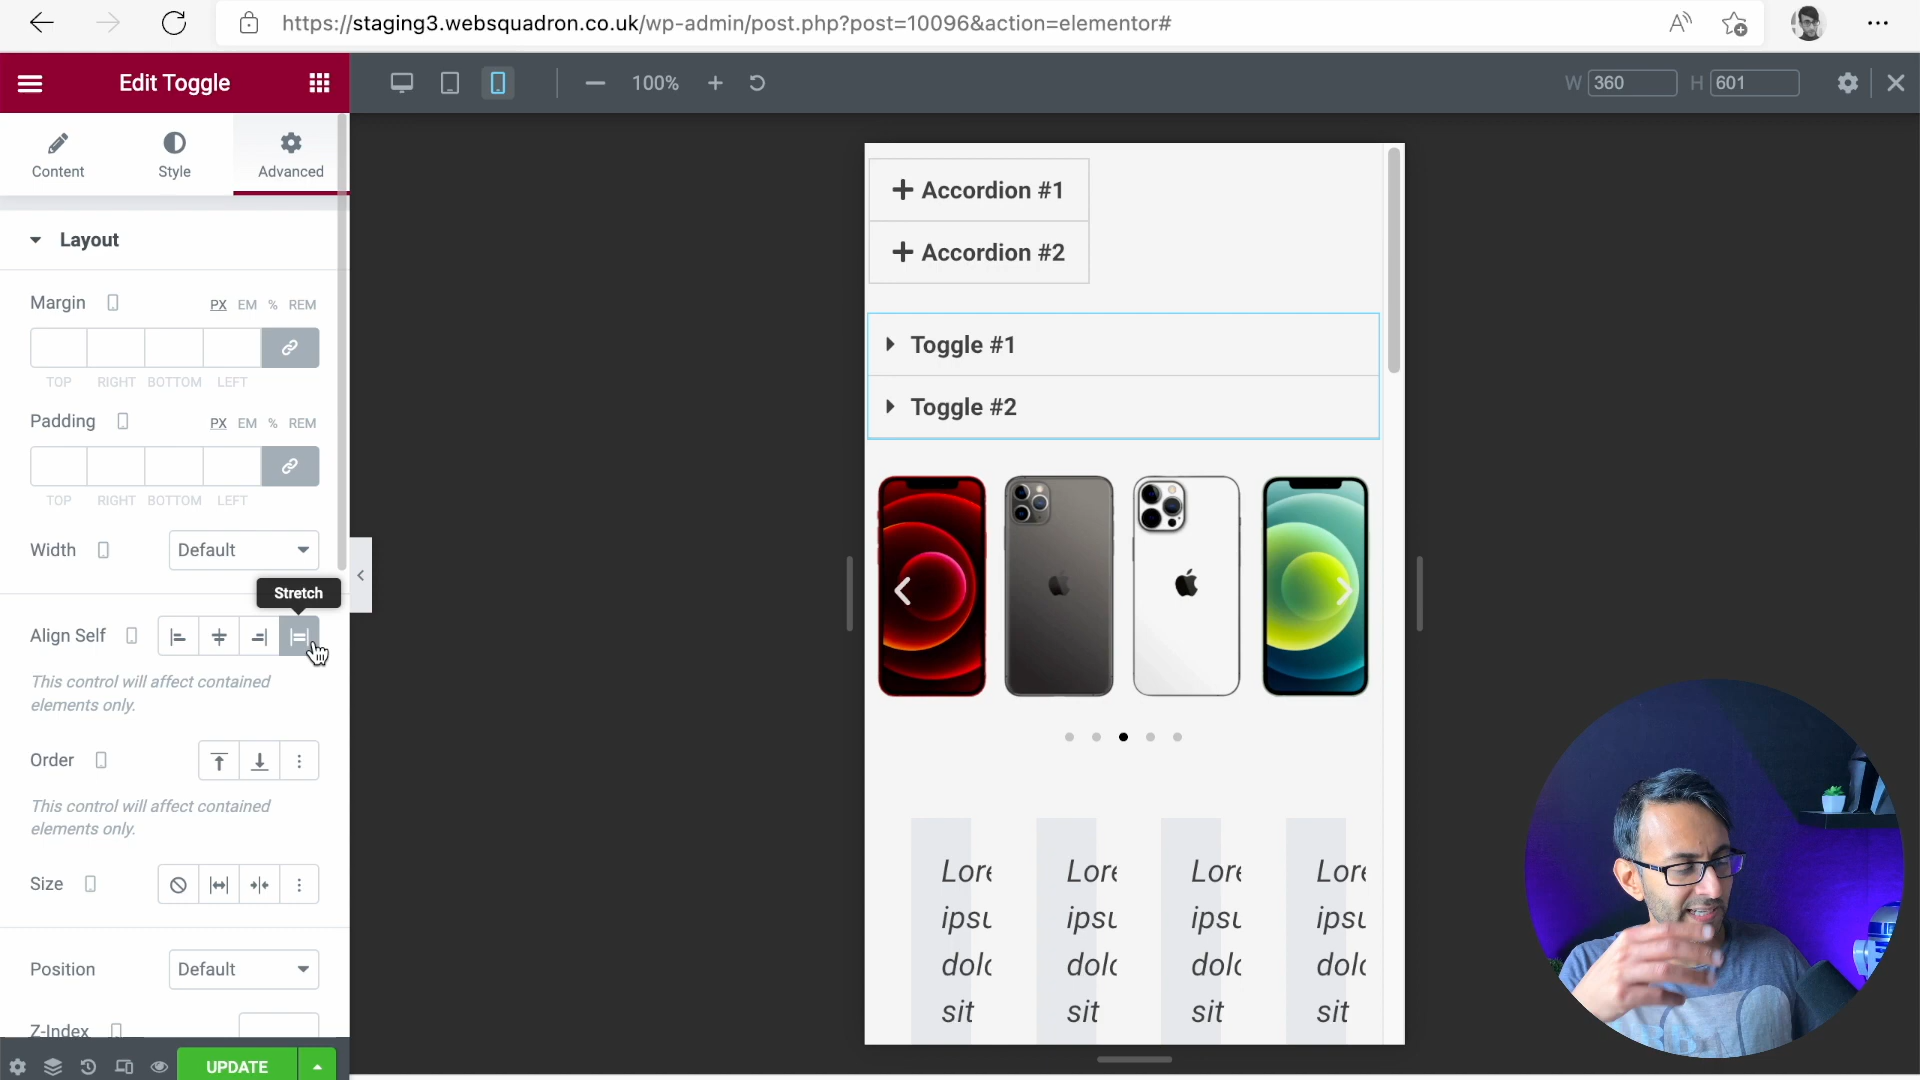 https://staging3.websquadron.co.uk/wp-admin/post.php?post=10096&action=elementor#
Edit Toggle
100%
W 360
H 601
Content
Style
Advanced
Layout
Margin
PX EM % REM
TOP RIGHT BOTTOM LEFT
Padding
PX EM % REM
TOP RIGHT BOTTOM LEFT
Width
Default
Stretch
Align Self
This control will affect contained
elements only.
Order
This control will affect contained
elements only.
Size
Position
Default
Z-Index
UPDATE
Accordion #1
Accordion #2
Toggle #1
Toggle #2
Lore
ipsu
dolo
sit
Lore
ipsu
dolo
sit
Lore
ipsu
dolo
sit
Lore
ipsu
dolo
sit